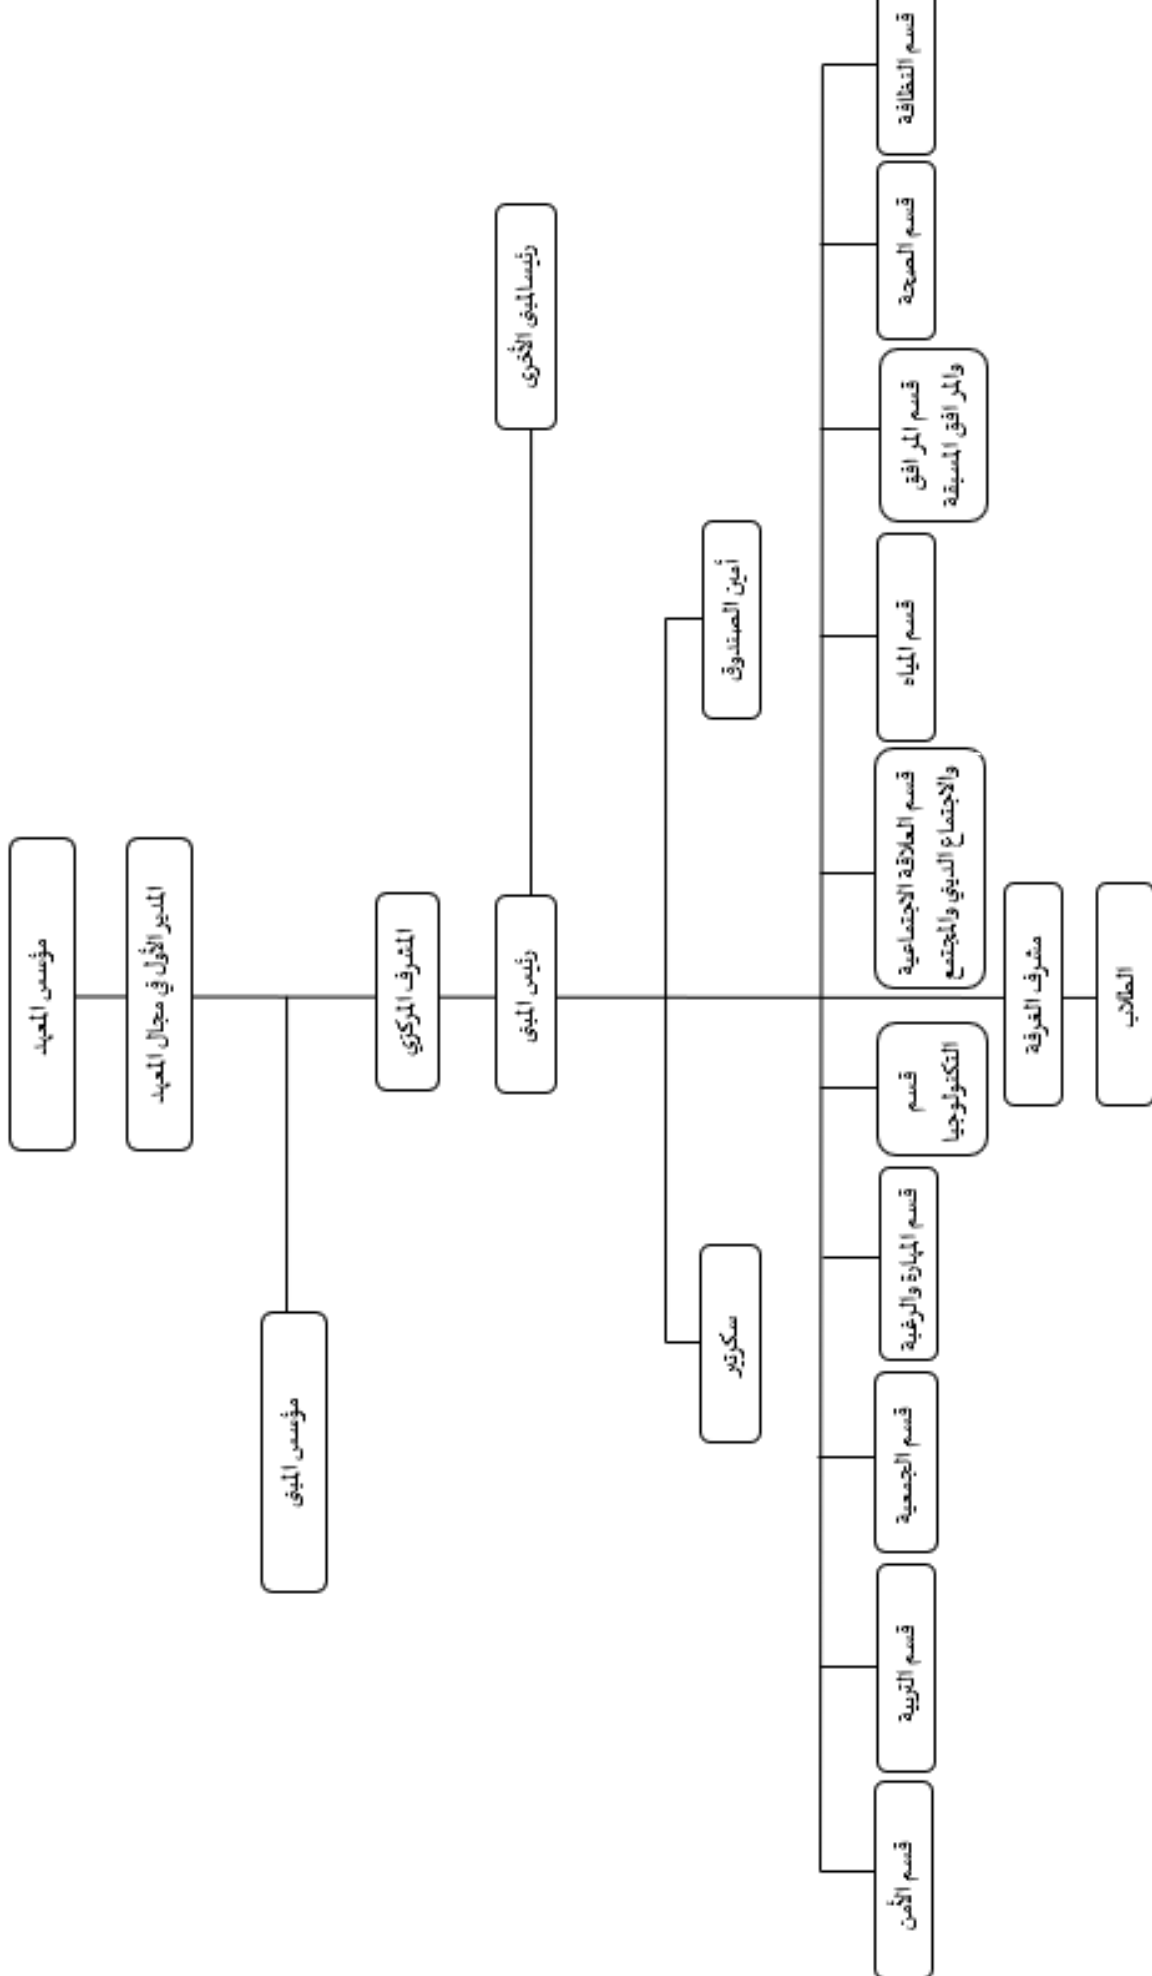 مؤسس المعهد
المدير الأول في مجال المعهد
مؤسس المبنى
المشرف المركزي
رئيسالمبنى الأخرى
رئيس المبنى
أمين الصندوق
سكرتير
قسم النظافة
قسم الصحة
قسم المرافق
والمرافق المسبقة
قسم المياه
قسم العلاقة الاجتماعية
والاجتماع الديني والمجتمع
قسم
التكنولوجيا
قسم المهارة والرغبة
قسم الجمعية
قسم التربية
قسم الأمن
مشرف الغرفة
الطلاب